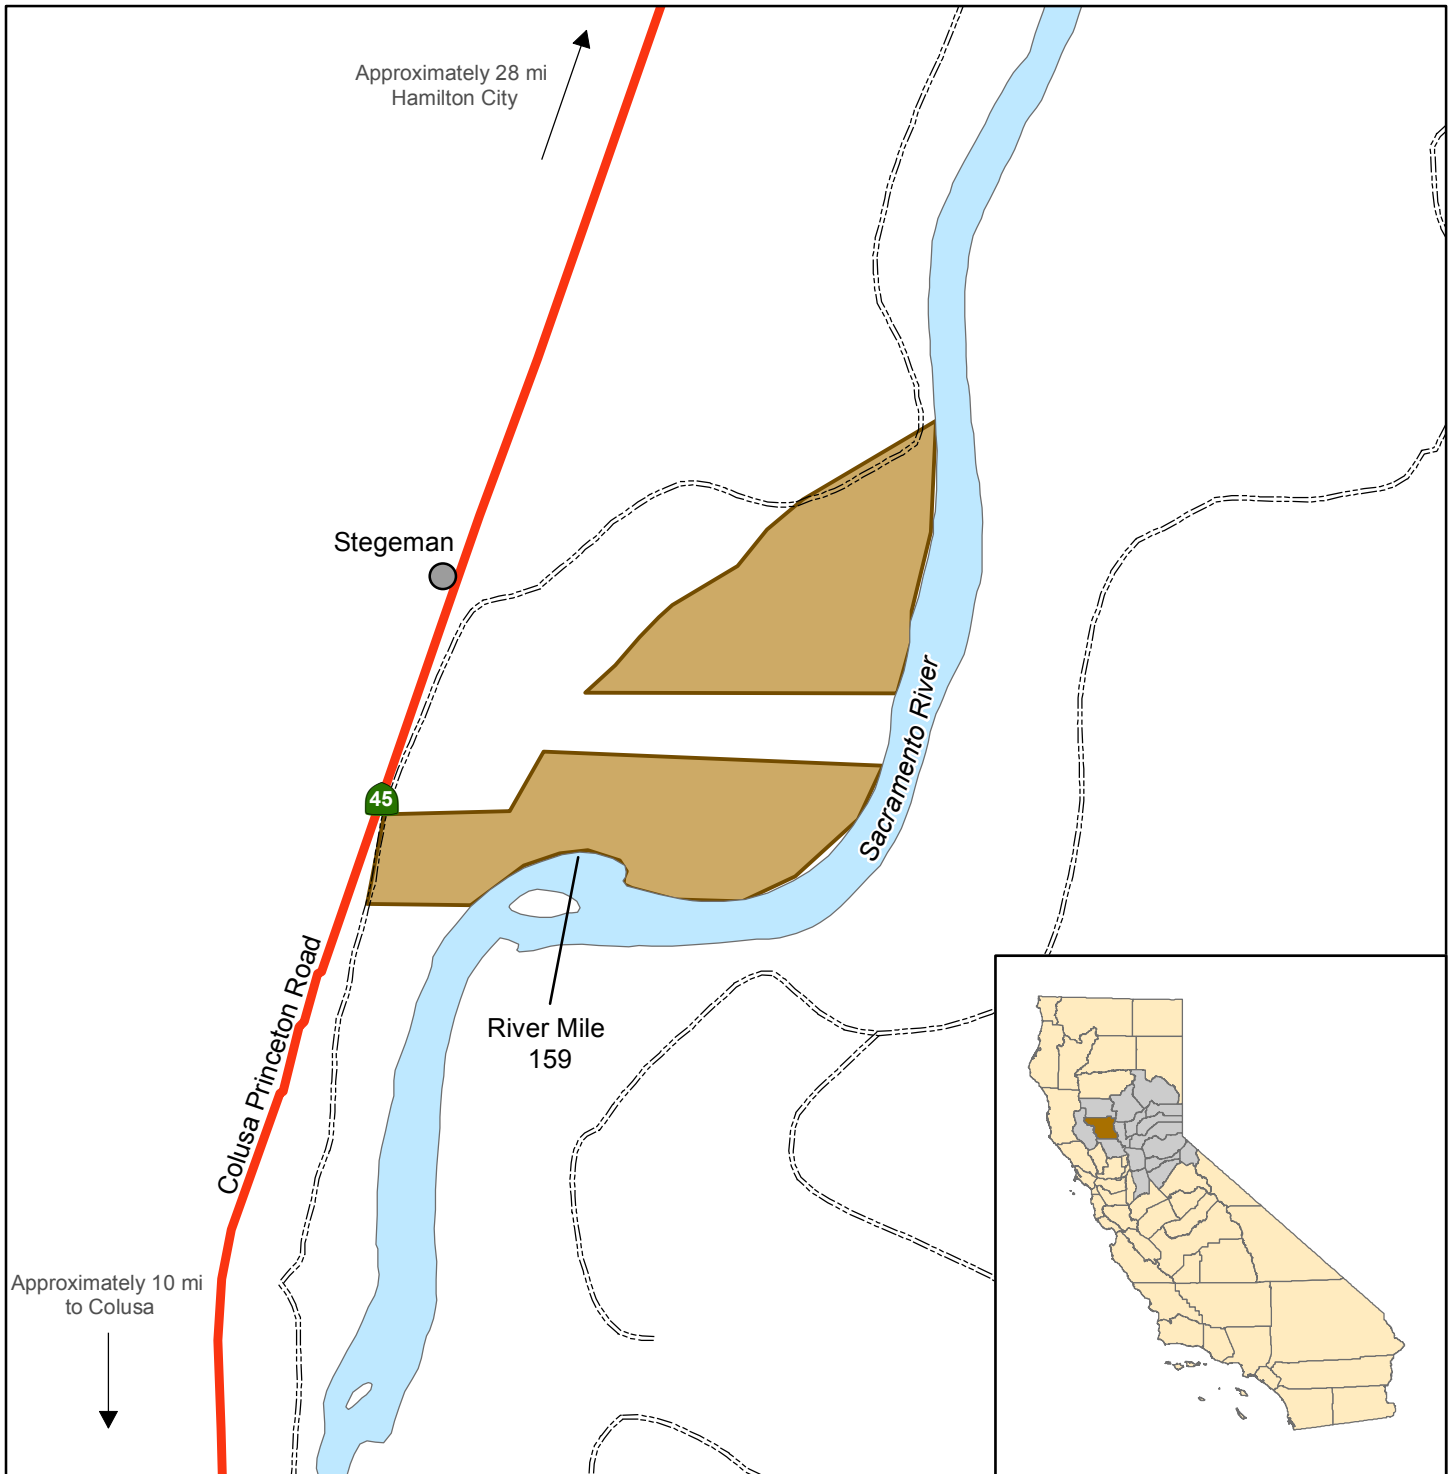 Approximately 28 mi
Hamilton City
Stegeman
45
Sacramento River
Colusa Princeton Road
River Mile
159
Approximately 10 mi
to Colusa